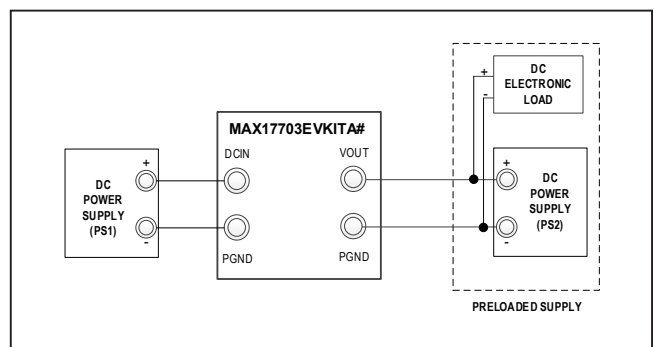 DC
POWER
SUPPLY
(PS1)
+
-
MAX17703EVKITA#
DCIN
VOUT
PGND
PGND
+
-
DC
ELECTRONIC
LOAD
+
-
DC
POWER
SUPPLY
(PS2)
PRELOADED SUPPLY